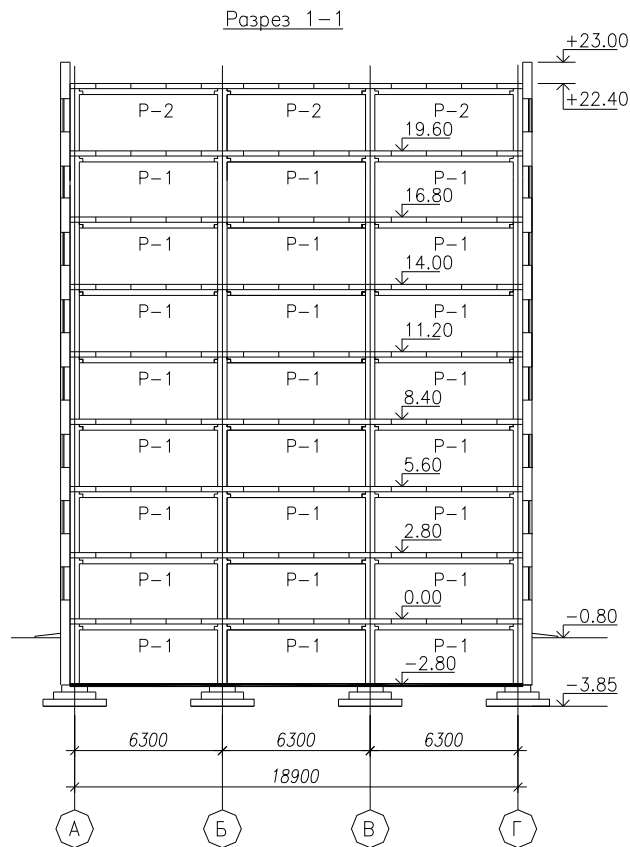 Разрез 1-1
+23.00
+22.40
Р-2 Р-2 Р-2
19.60
Р-1 Р-1 Р-1
16.80
Р-1 Р-1 Р-1
14.00
Р-1 Р-1 Р-1
11.20
Р-1 Р-1 Р-1
8.40
Р-1 Р-1 Р-1
5.60
Р-1 Р-1 Р-1
2.80
Р-1 Р-1 Р-1
0.00
-0.80
Р-1 Р-1 Р-1
-2.80
-3.85
6300 6300 6300
18900
А Б В Г